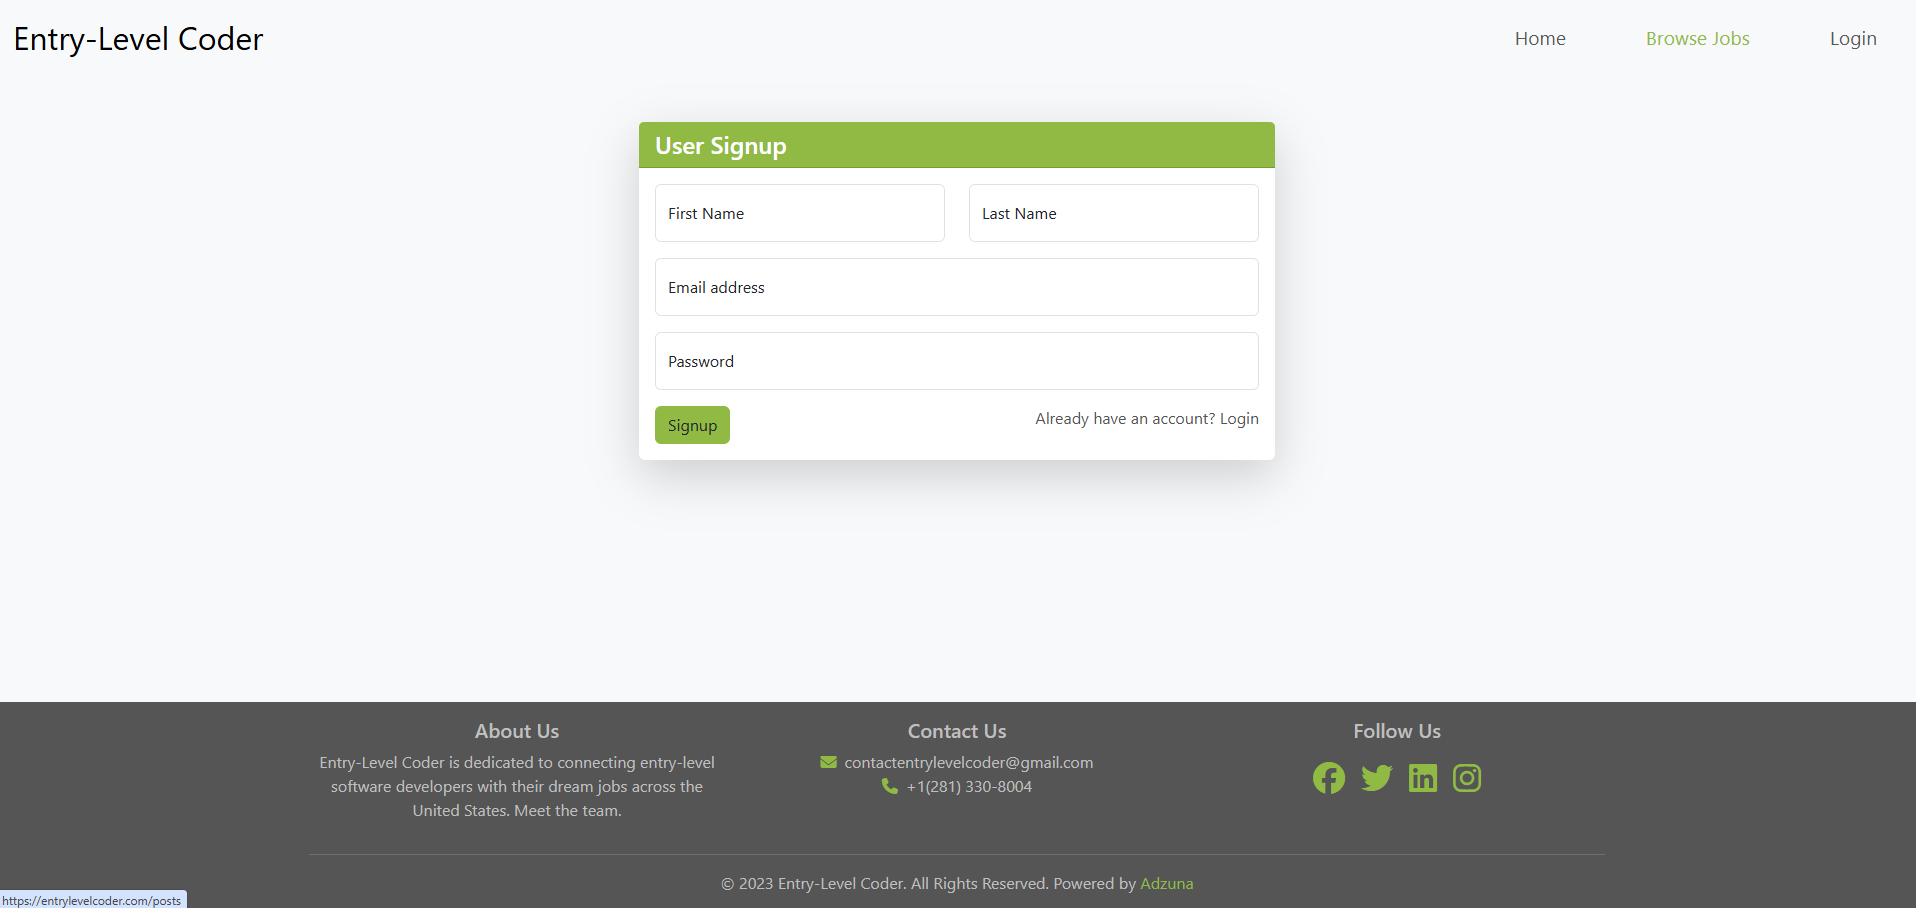 Entry-Level Coder
Home
Browse Jobs
Login
User Signup
First Name
Last Name
Email address
Password
Signup
Already have an account? Login
About Us
Entry-Level Coder is dedicated to connecting entry-level
software developers with their dream jobs across the
United States. Meet the team.
Contact Us
contactentrylevelcoder@gmail.com
+1(281) 330-8004
Follow Us
© 2023 Entry-Level Coder. All Rights Reserved. Powered by Adzuna
https://entrylevelcoder.com/posts